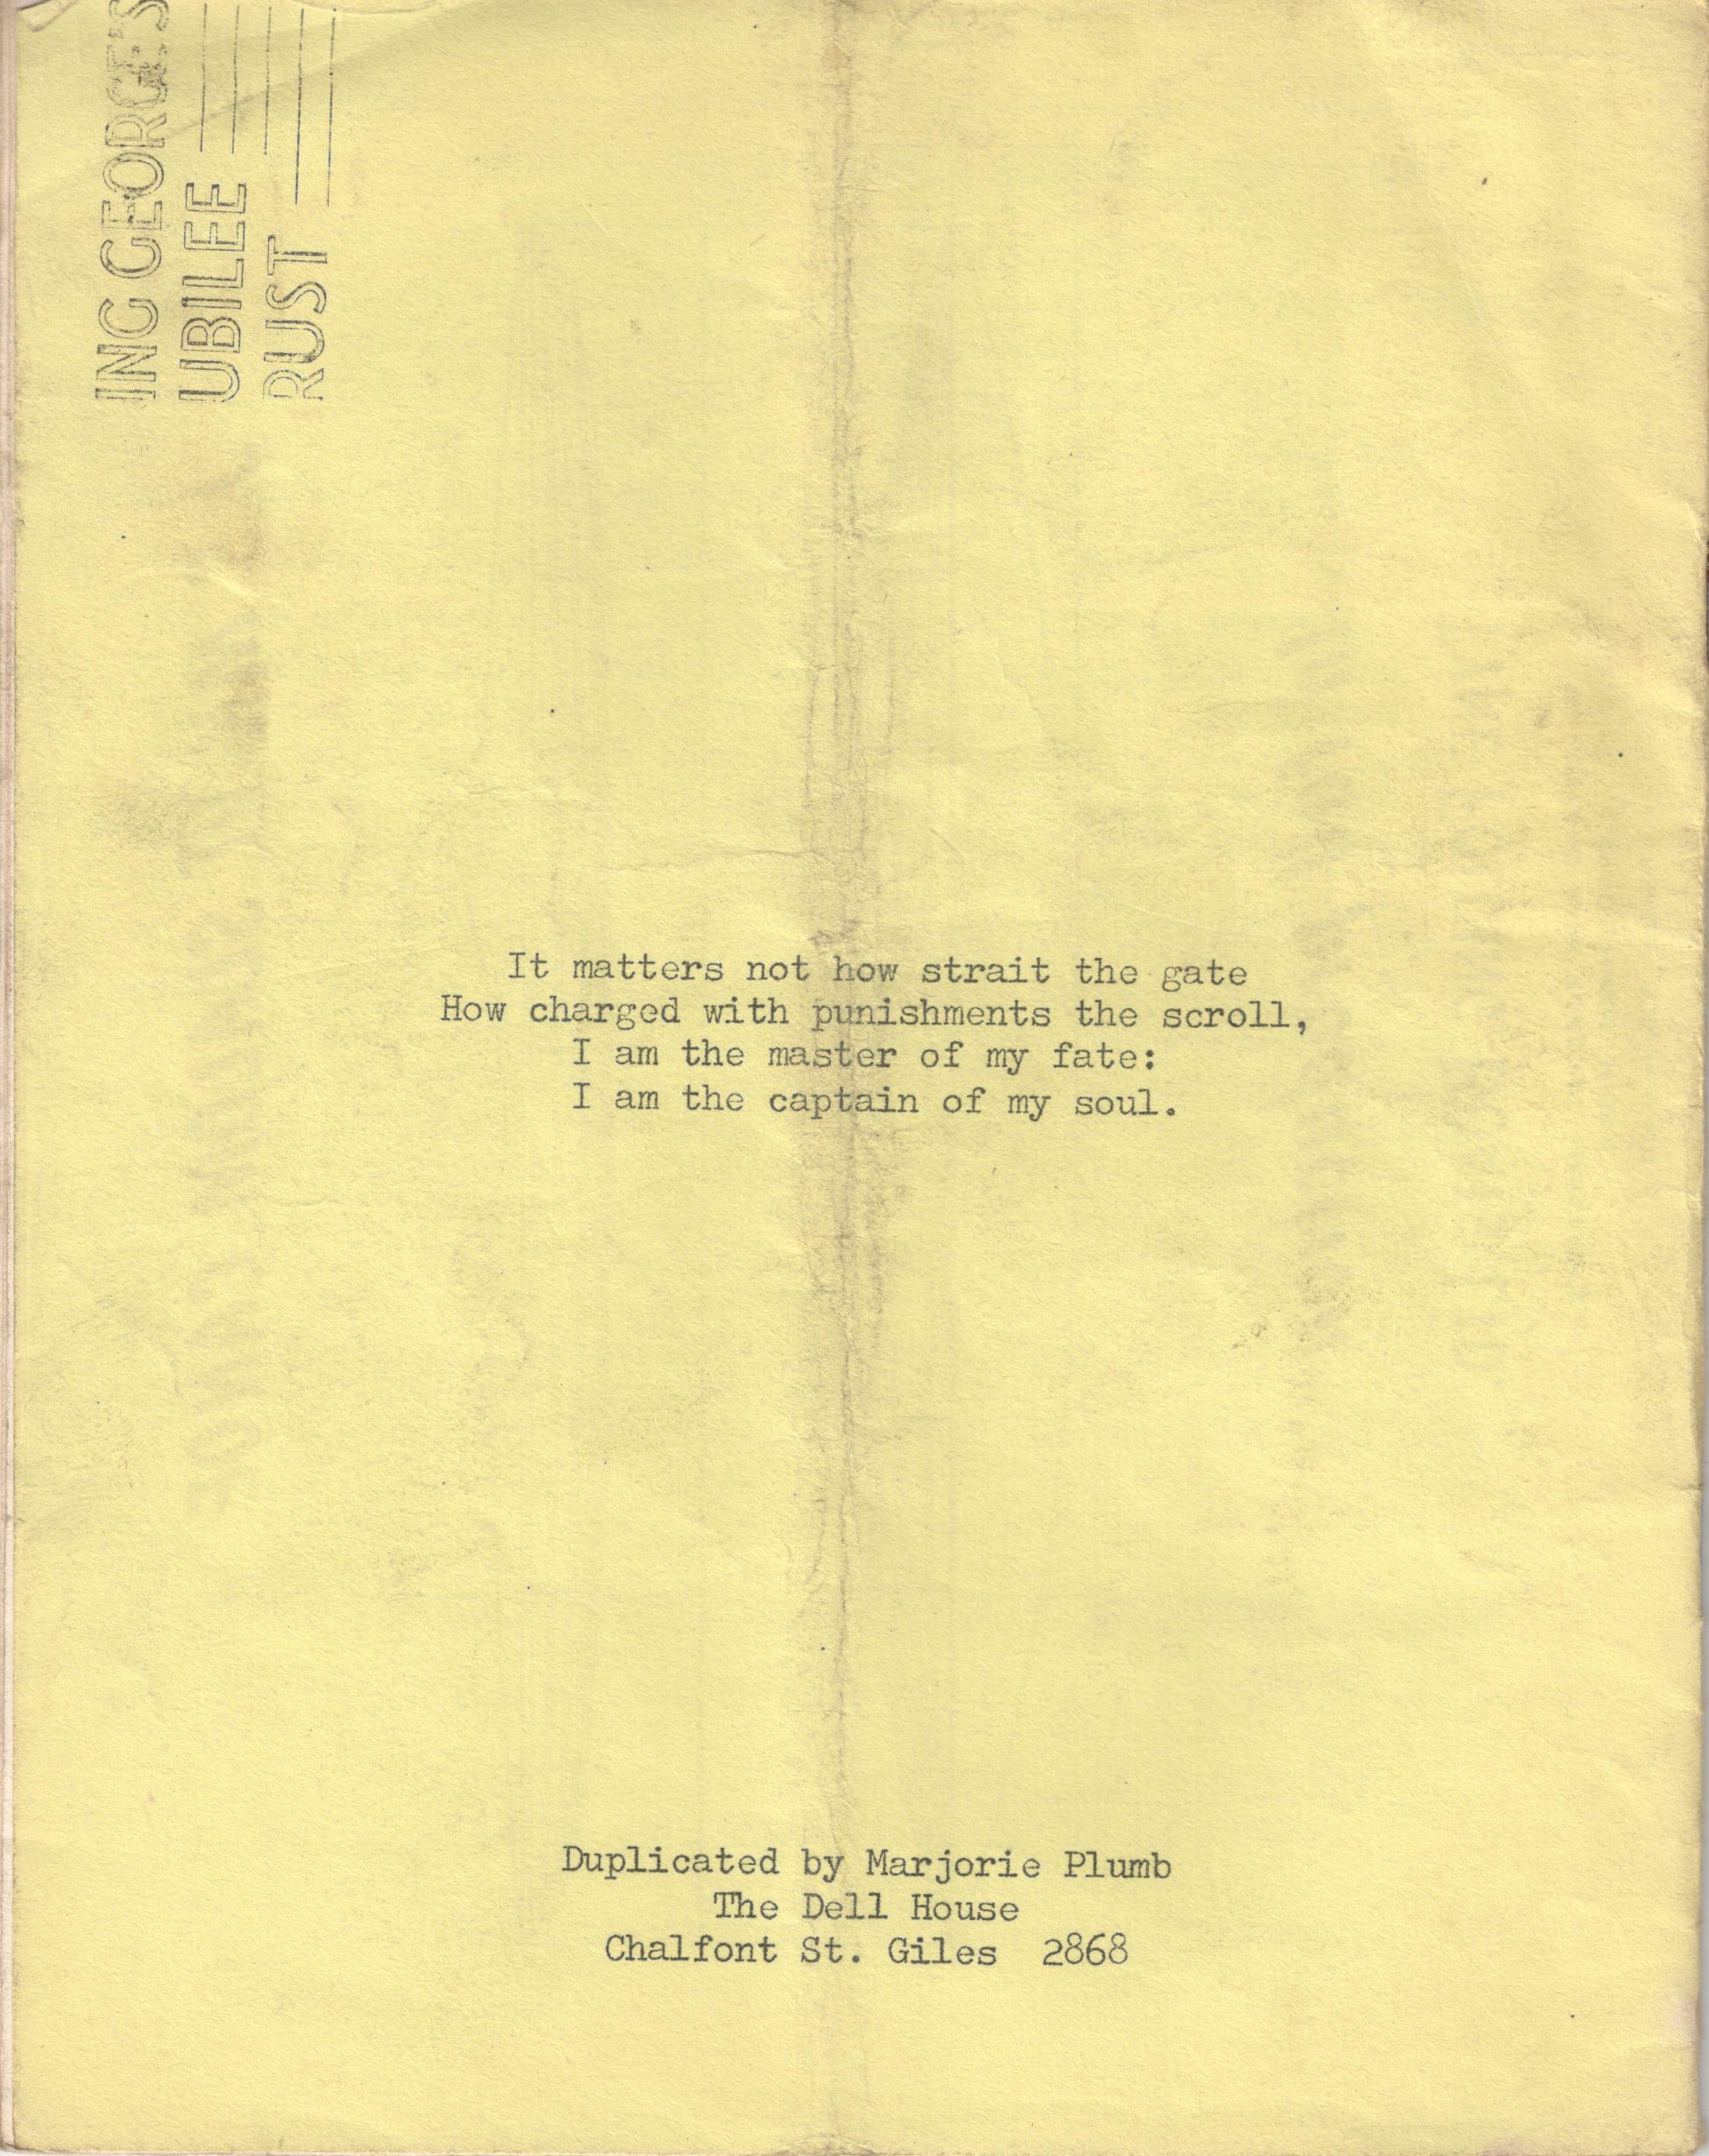 ING GEORGE'S
UBILEE
RUST
It matters not how strait the gate
How charged with punishments the scroll,
I am the master of my fate:
I am the captain of my soul.
Duplicated by Marjorie Plumb
The Dell House
Chalfont St. Giles 2868